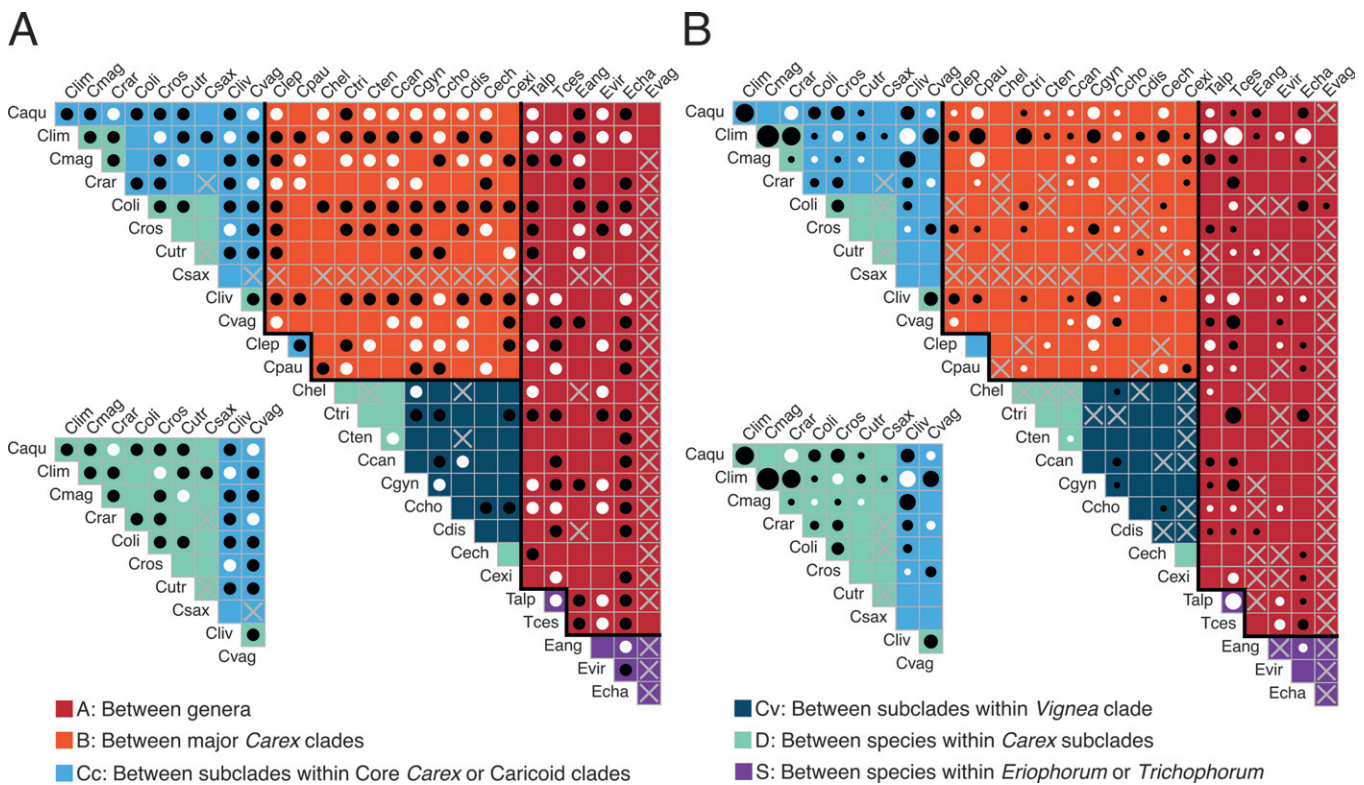 A
Clim Cmag Crar Coli Cros Cutr Csax Cliv Cvag Clep Cpau Chel Ctri Cten Ccan Cgyn Ccho Cdis Cech Cexi Talp Tces Eang Evir Echa Evag
Caqu
Clim
Cmag
Crar
Coli
Cros
Cutr
Csax
Cliv
Cvag
Clep
Cpau
Chel
Ctri
Cten
Ccan
Cgyn
Ccho
Cdis
Cech
Cexi
Talp
Tces
Eang
Evir
Echa
Clim Cmag Crar Coli Cros Cutr Csax Cliv Cvag
Caqu
Clim
Cmag
Crar
Coli
Cros
Cutr
Csax
Cliv
Cvag
A: Between genera
B: Between major Carex clades
Cc: Between subclades within Core Carex or Caricoid clades
B
Clim Cmag Crar Coli Cros Cutr Csax Cliv Cvag Clep Cpau Chel Ctri Cten Ccan Cgyn Ccho Cdis Cech Cexi Talp Tces Eang Evir Echa Evag
Caqu
Clim
Cmag
Crar
Coli
Cros
Cutr
Csax
Cliv
Cvag
Clep
Cpau
Chel
Ctri
Cten
Ccan
Cgyn
Ccho
Cdis
Cech
Cexi
Talp
Tces
Eang
Evir
Echa
Clim Cmag Crar Coli Cros Cutr Csax Cliv Cvag
Caqu
Clim
Cmag
Crar
Coli
Cros
Cutr
Csax
Cliv
Cvag
Cv: Between subclades within Vignea clade
D: Between species within Carex subclades
S: Between species within Eriophorum or Trichophorum